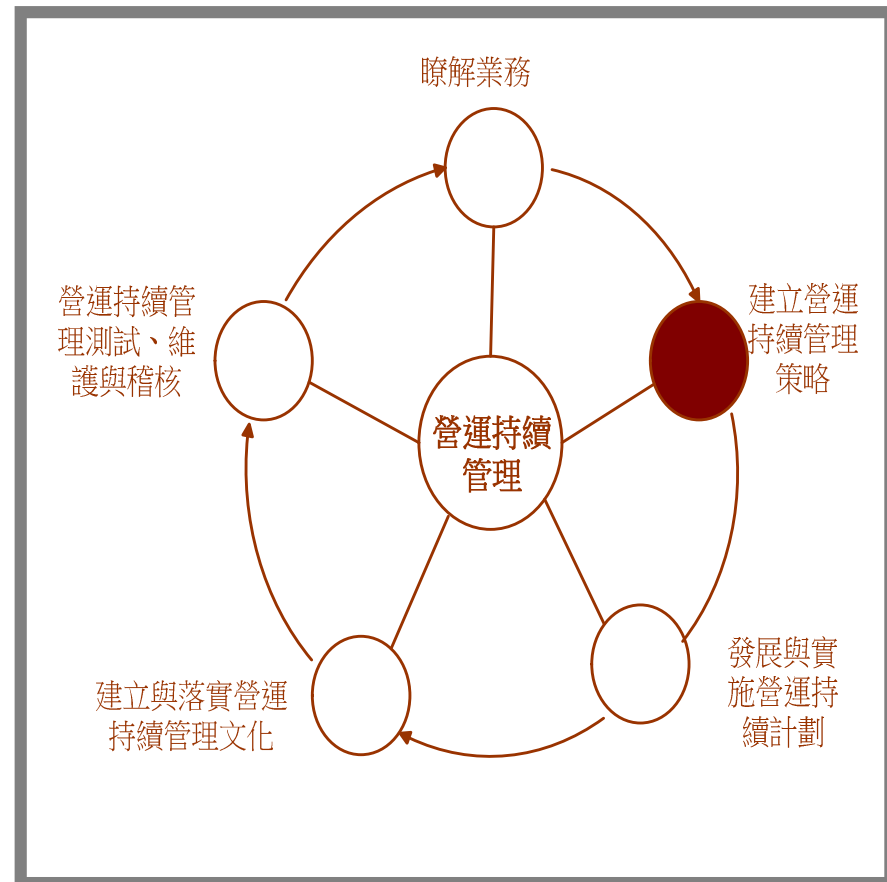 瞭解業務
建立營運
持續管理
策略
營運持續管
理測試、維
護與稽核
營運持續
管理
發展與實
施營運持
續計劃
建立與落實營運
持續管理文化